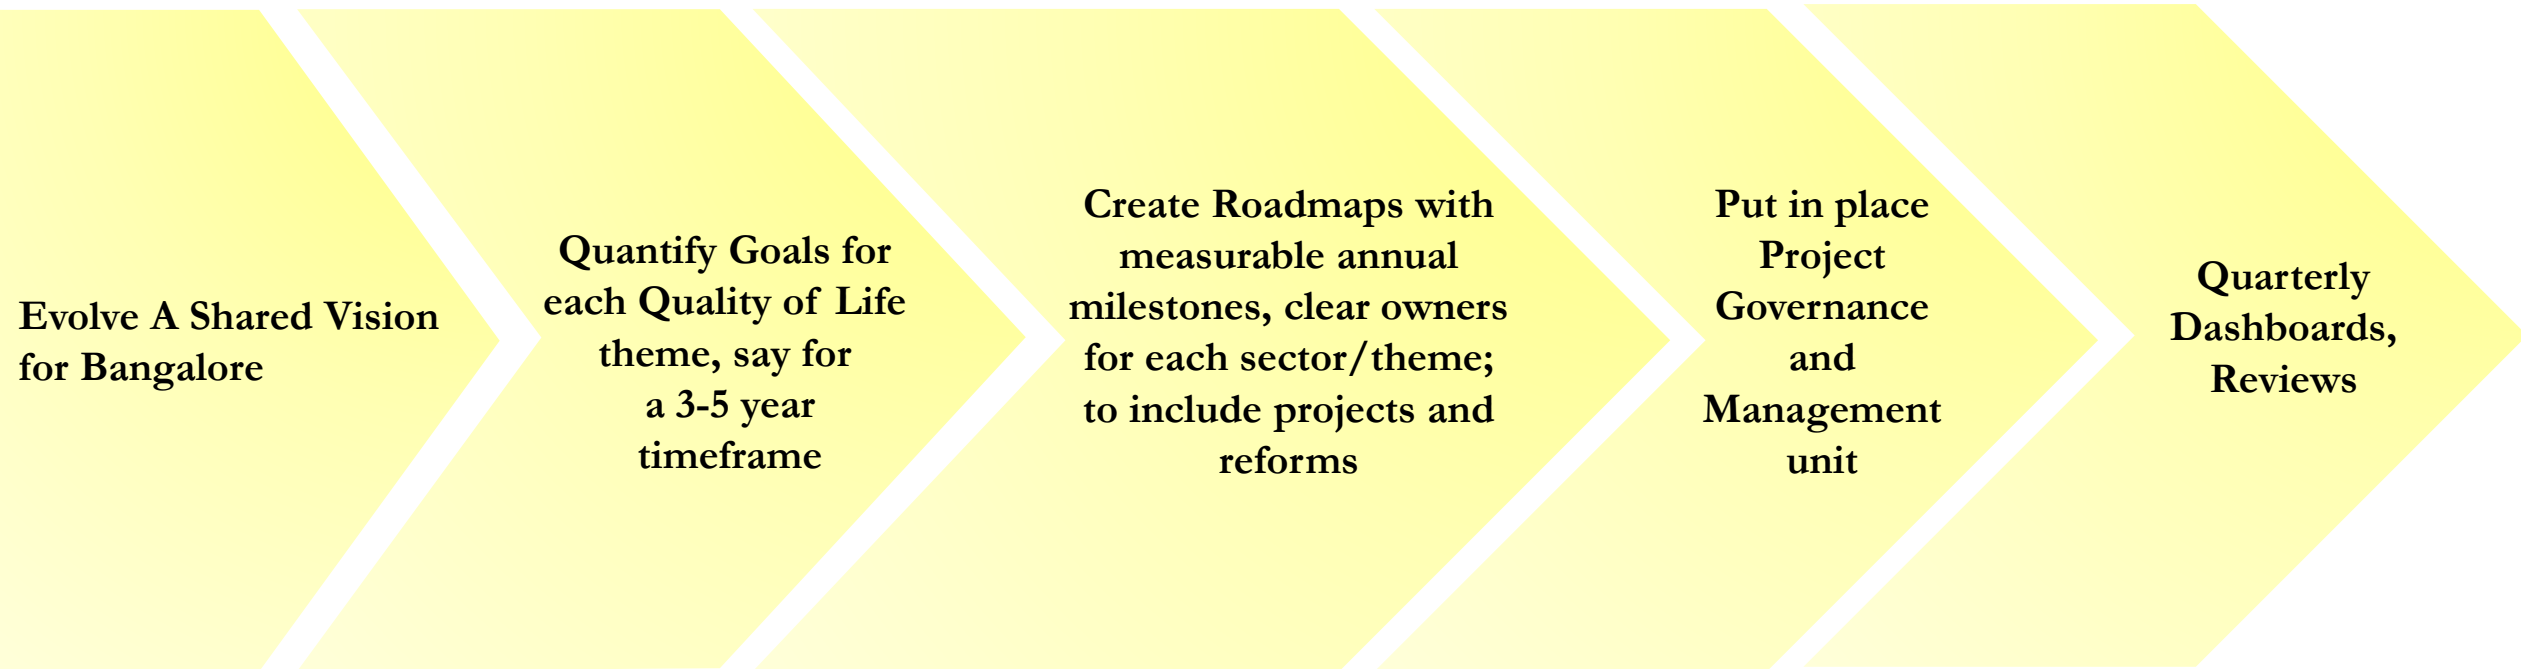 Evolve A Shared Vision
for Bangalore
Quantify Goals for
each Quality of Life
theme, say for
a 3-5 year
timeframe
Create Roadmaps with
measurable annual
milestones, clear owners
for each sector/theme;
to include projects and
reforms
Put in place
Project
Governance
and
Management
unit
Quarterly
Dashboards,
Reviews